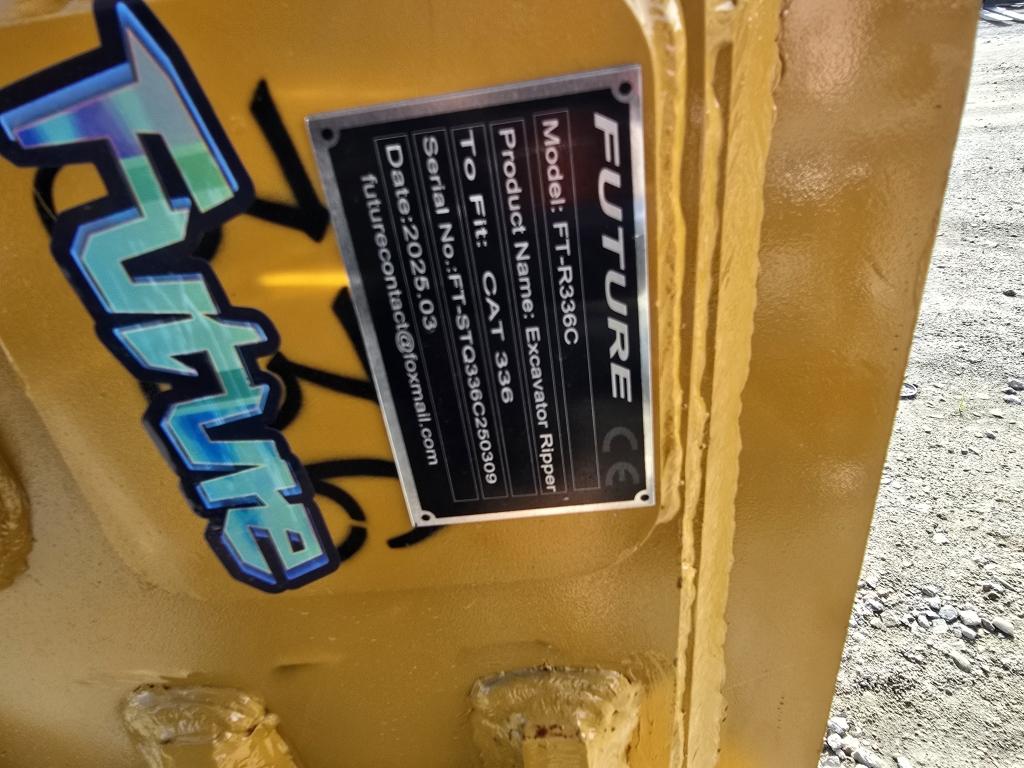 FUTURE CE
Model: FT-R336C
Product Name: Excavator Ripper
To Fit: CAT 336
Serial No.:FT-STQ336C250309
Date:2025.03
futurecontact@foxmail.com
Future